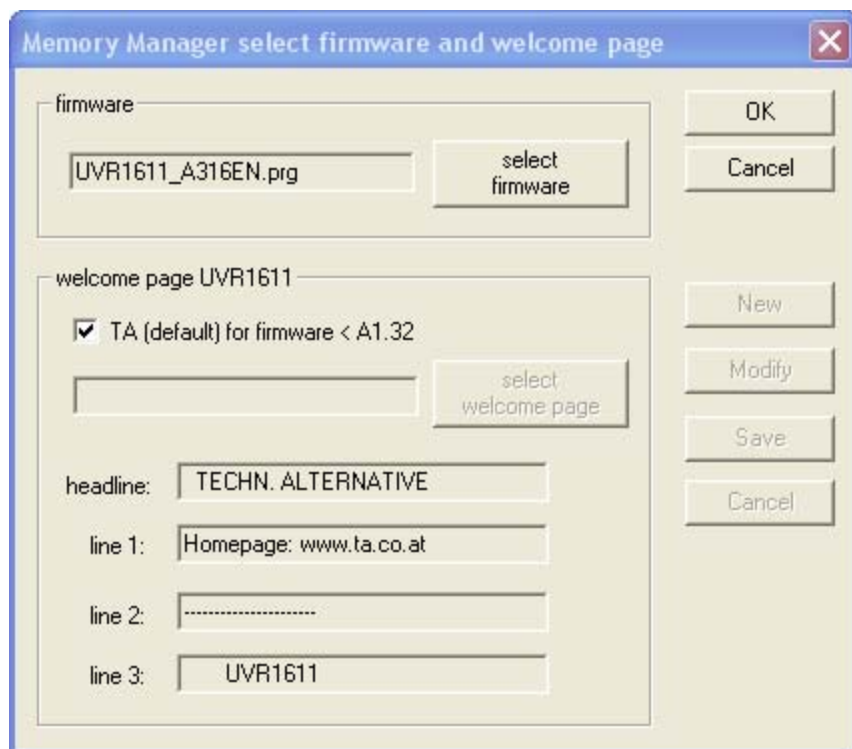 Memory Manager select firmware and welcome page
firmware
UVR1611_A316EN.prg
select
firmware
OK
Cancel
welcome page UVR1611
TA (default) for firmware < A1.32
select
welcome page
New
Modify
Save
Cancel
headline: TECHN. ALTERNATIVE
line 1: Homepage: www.ta.co.at
line 2: ----------------------
line 3: UVR1611